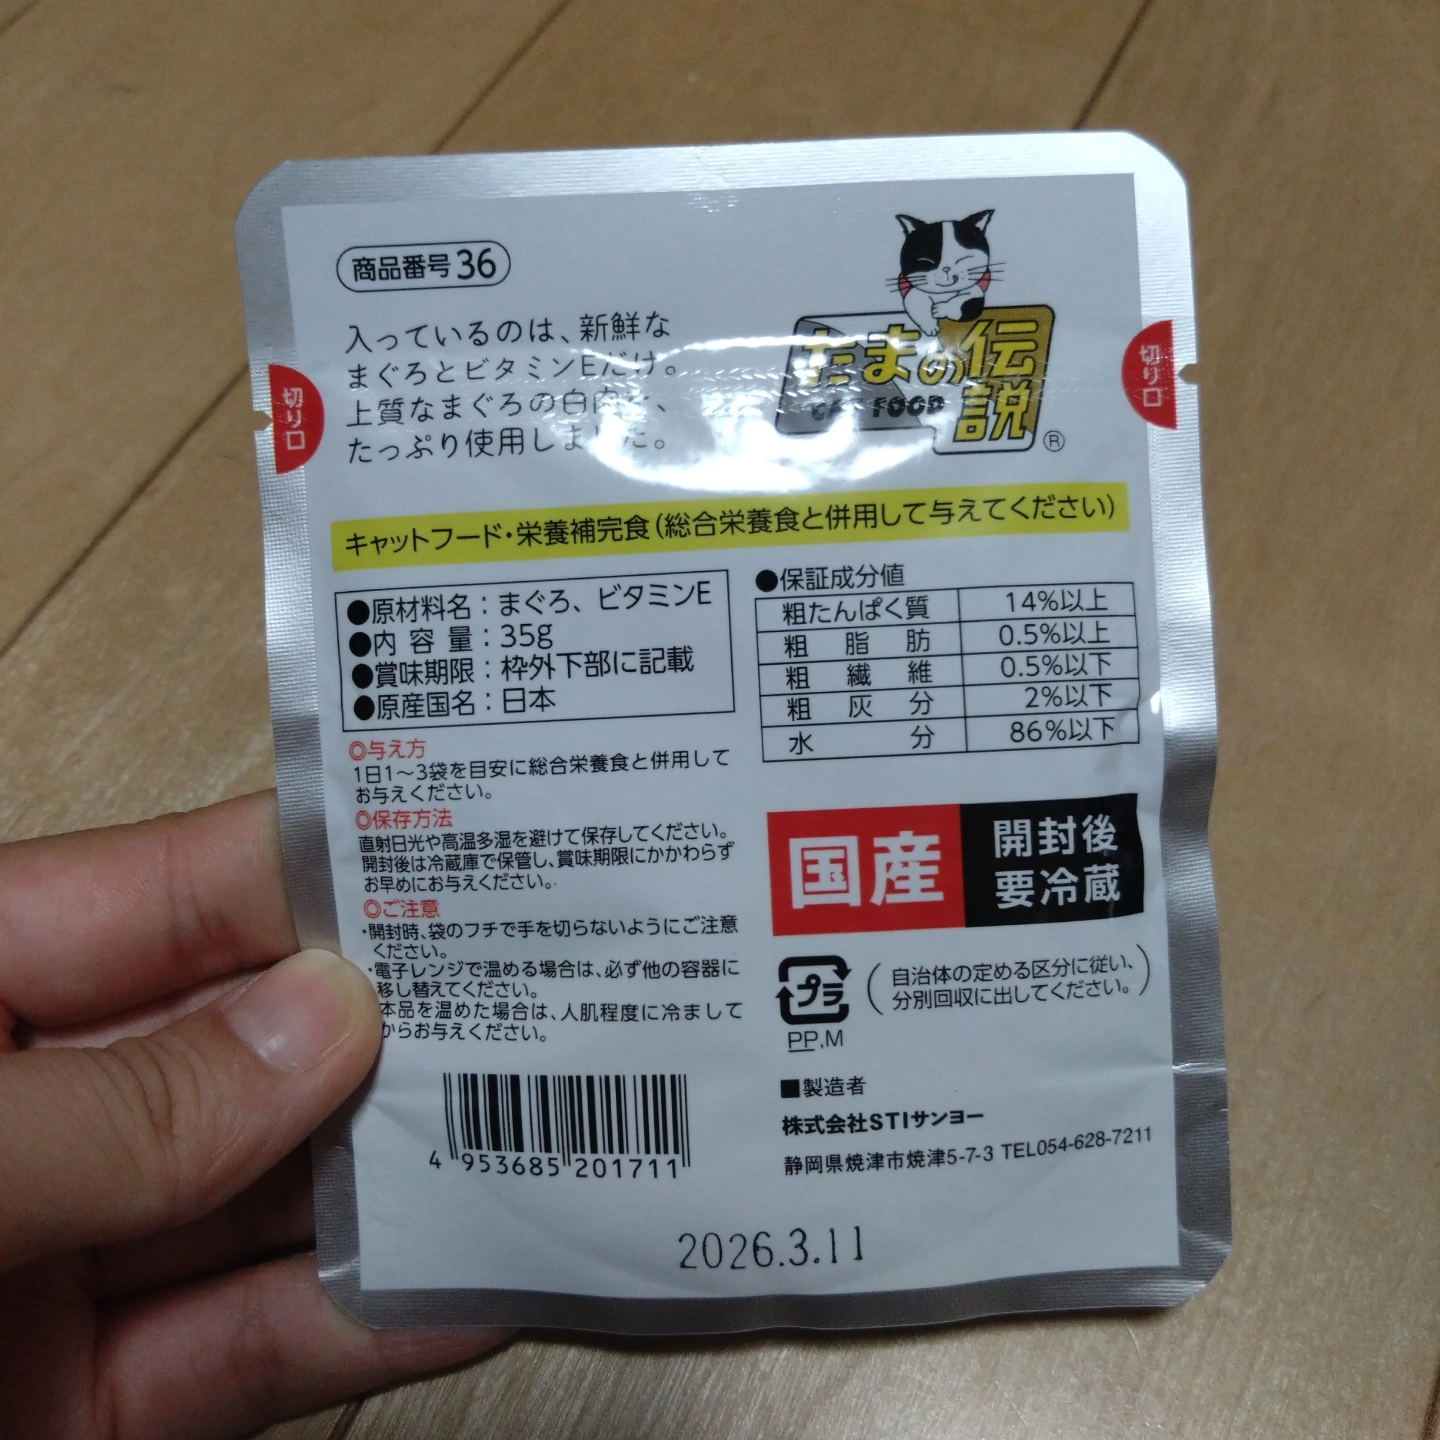 商品番号36
入っているのは、新鮮な
まぐろとビタミンEだけ。
上質なまぐろの白肉を、
たっぷり使用しました。
たまの伝説
CAT FOOD
®
切り口
切り口
キャットフード・栄養補完食(総合栄養食と併用して与えてください)
●原材料名:まぐろ、ビタミンE
●内容量:35g
●賞味期限:枠外下部に記載
●原産国名:日本
●保証成分値
粗たんぱく質 14%以上
粗脂肪 0.5%以上
粗繊維 0.5%以下
粗灰分 2%以下
水分 86%以下
◎与え方
1日1〜3袋を目安に総合栄養食と併用して
お与えください。
◎保存方法
直射日光や高温多湿を避けて保存してください。
開封後は冷蔵庫で保管し、賞味期限にかかわらず
お早めにお与えください。
◎ご注意
・開封時、袋のフチで手を切らないようにご注意
ください。
・電子レンジで温める場合は、必ず他の容器に
移し替えてください。
本品を温めた場合は、人肌程度に冷まして
からお与えください。
国産
開封後
要冷蔵
プラ
PP,M
(自治体の定める区分に従い、
分別回収に出してください。)
■製造者
株式会社STIサンヨー
静岡県焼津市焼津5-7-3 TEL054-628-7211
4 953685 201711
2026.3.11